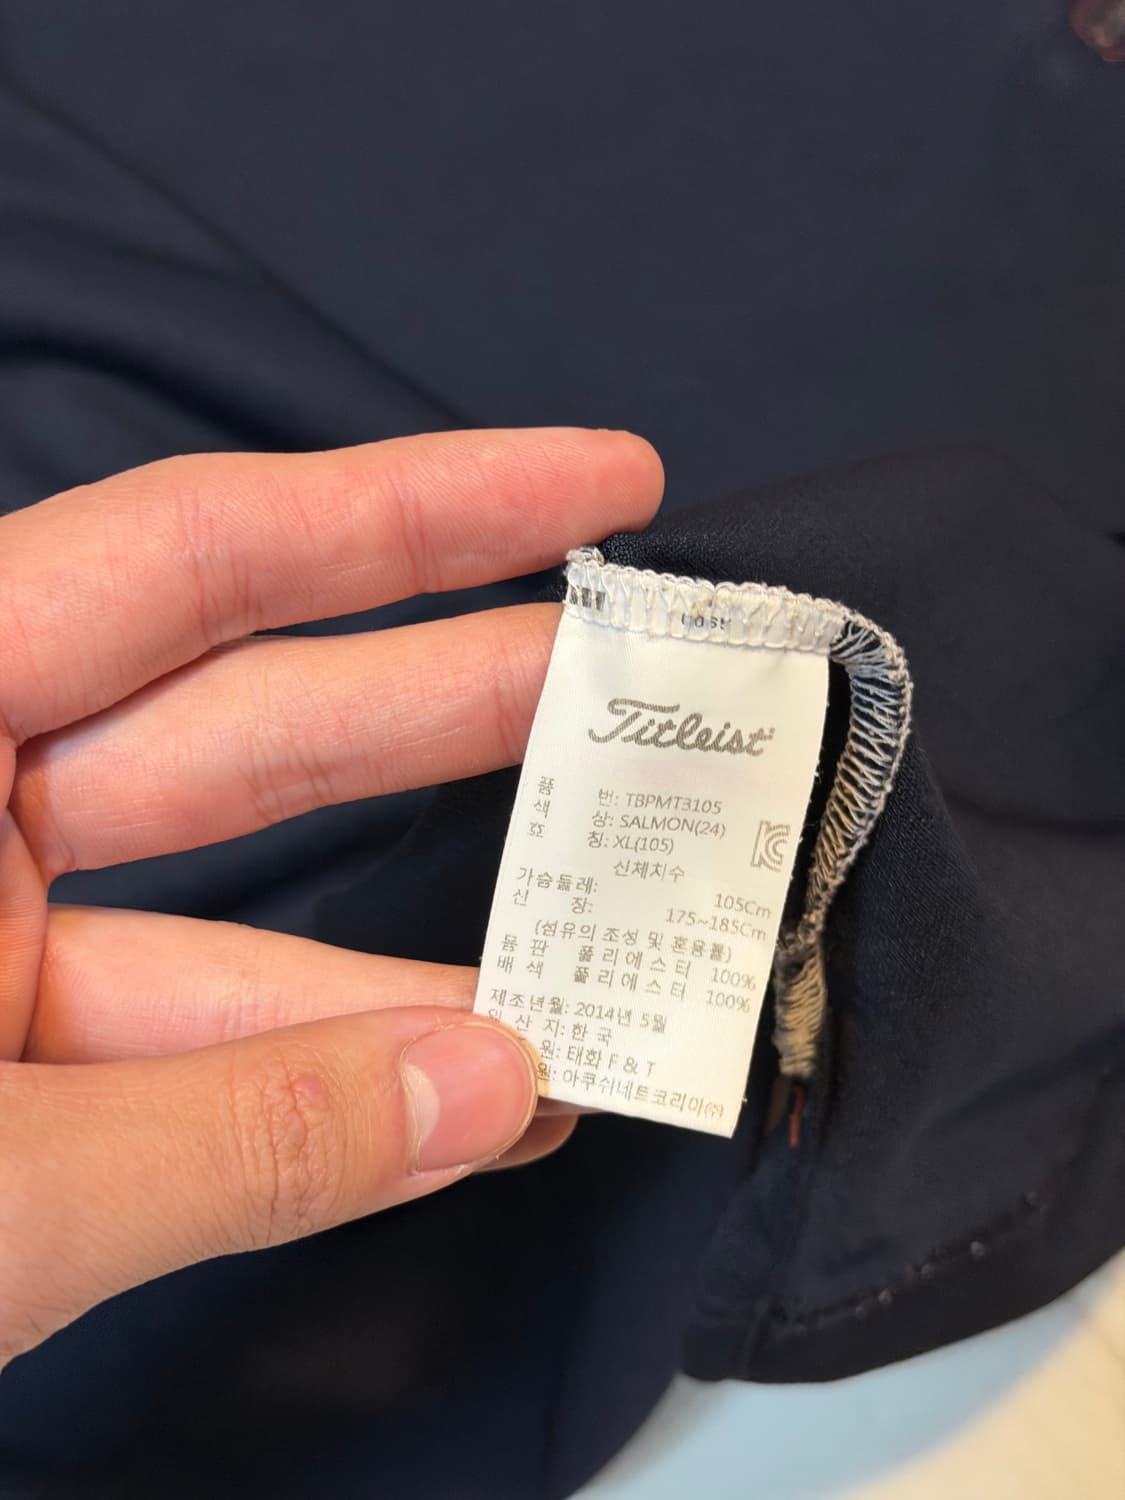 Titleist
품 번: TBPMT3105
색 상: SALMON(24)
호 칭: XL(105)
신체치수
가슴둘레: 105Cm
신 장: 175~185Cm
(섬유의 조성 및 혼용률)
몸 판 폴리에스터 100%
배 색 폴리에스터 100%
제조년월: 2014년 5월
원 산 지: 한 국
원: 태화 F & T
원: 아쿠쉬네트코리아㈜